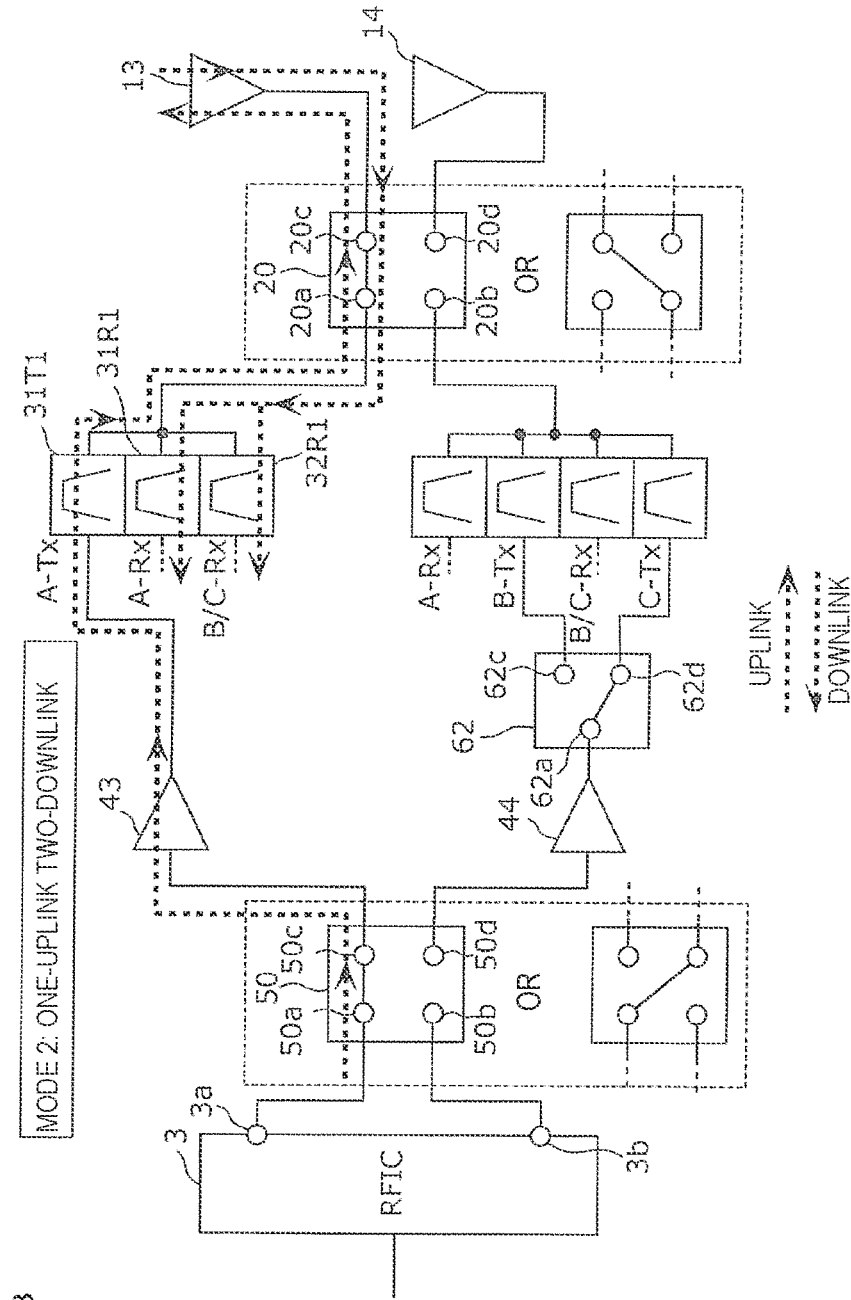 MODE 2: ONE-UPLINK TWO-DOWNLINK
3
3a
RFIC
3b
50
50a
50c
50b
50d
OR
43
44
62
62a
62c
62d
A-Tx
A-Rx
B/C-Rx
31T1
31R1
32R1
A-Rx
B-Tx
B/C-Rx
C-Tx
20
20a
20c
20b
20d
OR
13
14
UPLINK
DOWNLINK